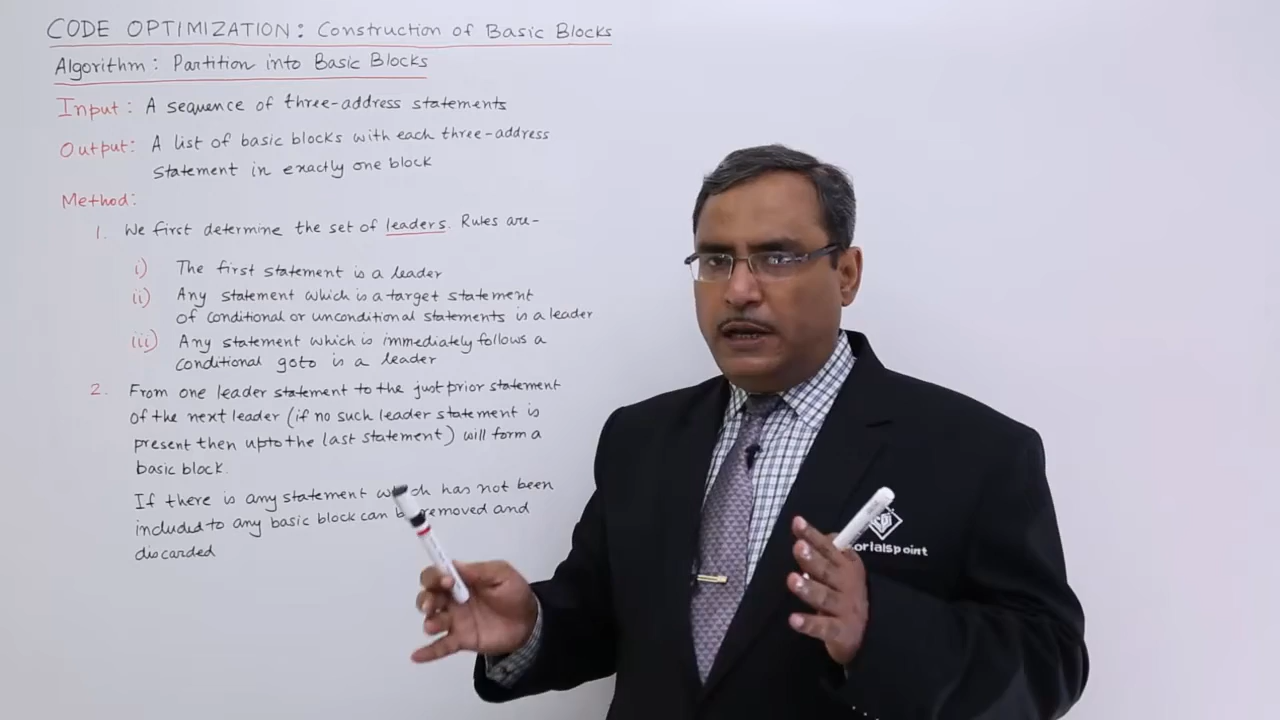 CODE OPTIMIZATION: Construction of Basic Blocks
Algorithm: Partition into Basic Blocks
Input: A sequence of three-address statements
Output: A list of basic blocks with each three-address
statement in exactly one block
Method:
1. We first determine the set of leaders. Rules are-
i) The first statement is a leader
ii) Any statement which is a target statement
of conditional or unconditional statements is a leader
iii) Any statement which is immediately follows a
conditional goto is a leader
2. From one leader statement to the just prior statement
of the next leader (if no such leader statement is
present then upto the last statement) will form a
basic block.
If there is any statement which has not been
included to any basic block can be removed and
discarded
orialspoint